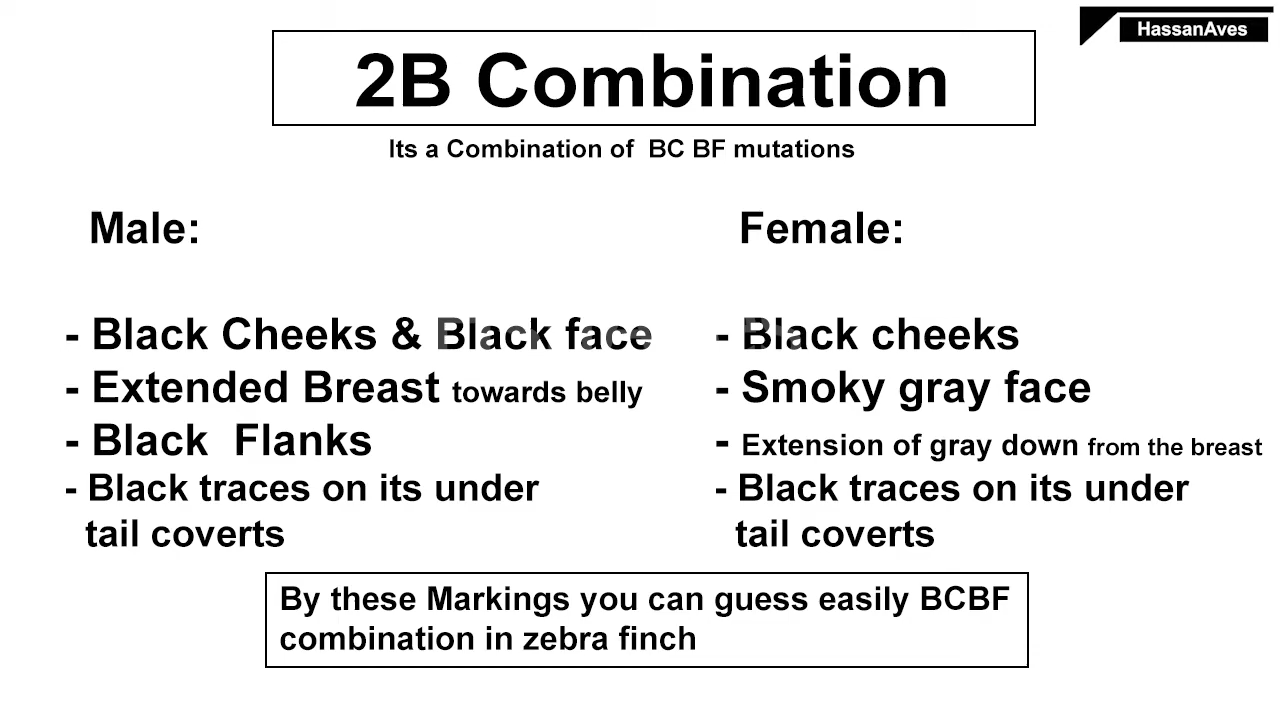 HassanAves
2B Combination
Its a Combination of  BC BF mutations
Male:
- Black Cheeks & Black face
- Extended Breast towards belly
- Black  Flanks
- Black traces on its under
tail coverts
Female:
- Black cheeks
- Smoky gray face
- Extension of gray down from the breast
- Black traces on its under
tail coverts
By these Markings you can guess easily BCBF
combination in zebra finch